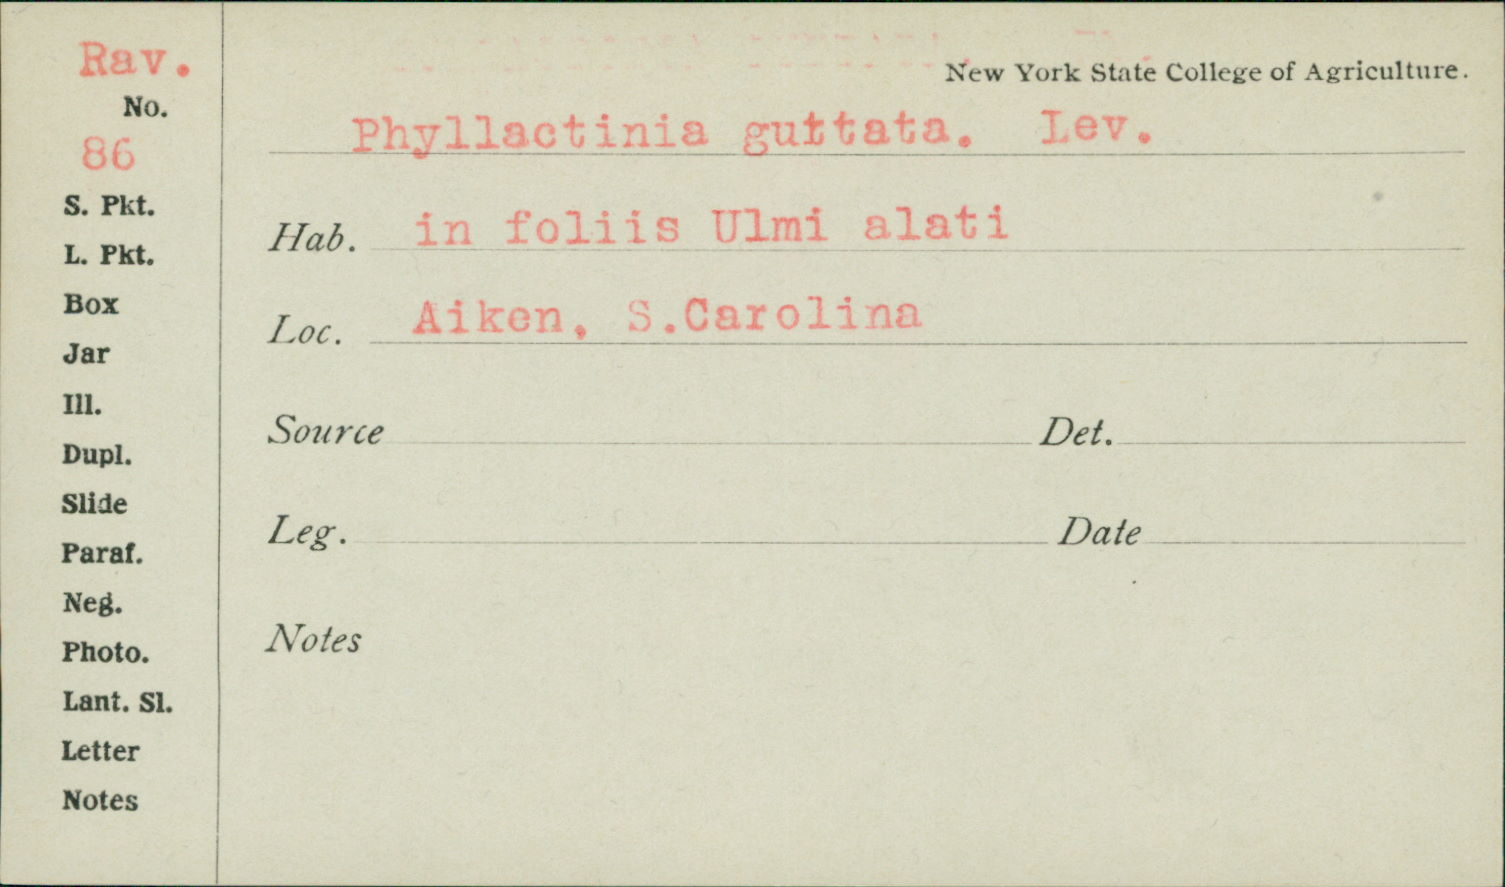 Rav.
New York State College of Agriculture.
No.
86
Phyllactinia guttata. Lev.
S. Pkt.
Hab. in foliis Ulmi alati
L. Pkt.
Box
Loc. Aiken, S.Carolina
Jar
Ill.
Source Det.
Dupl.
Slide
Leg. Date
Paraf.
Neg.
Notes
Photo.
Lant. Sl.
Letter
Notes